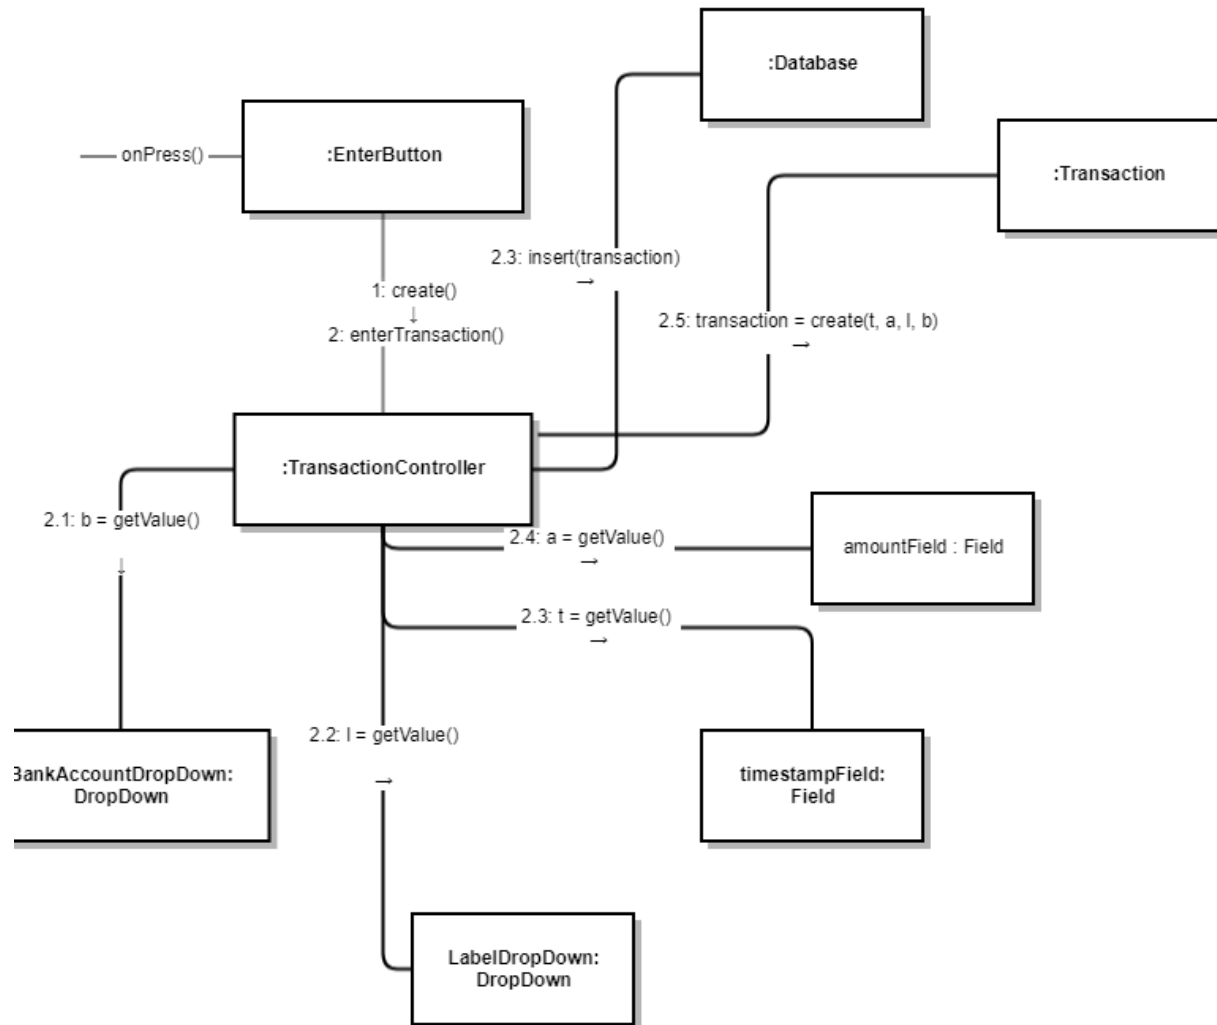 :Database
onPress()
:EnterButton
:Transaction
2.3: insert(transaction)
→
1: create()
↓
2: enterTransaction()
2.5: transaction = create(t, a, l, b)
→
:TransactionController
2.1: b = getValue()
↓
2.4: a = getValue()
→
amountField : Field
2.3: t = getValue()
→
2.2: l = getValue()
→
BankAccountDropDown:
DropDown
timestampField:
Field
LabelDropDown:
DropDown